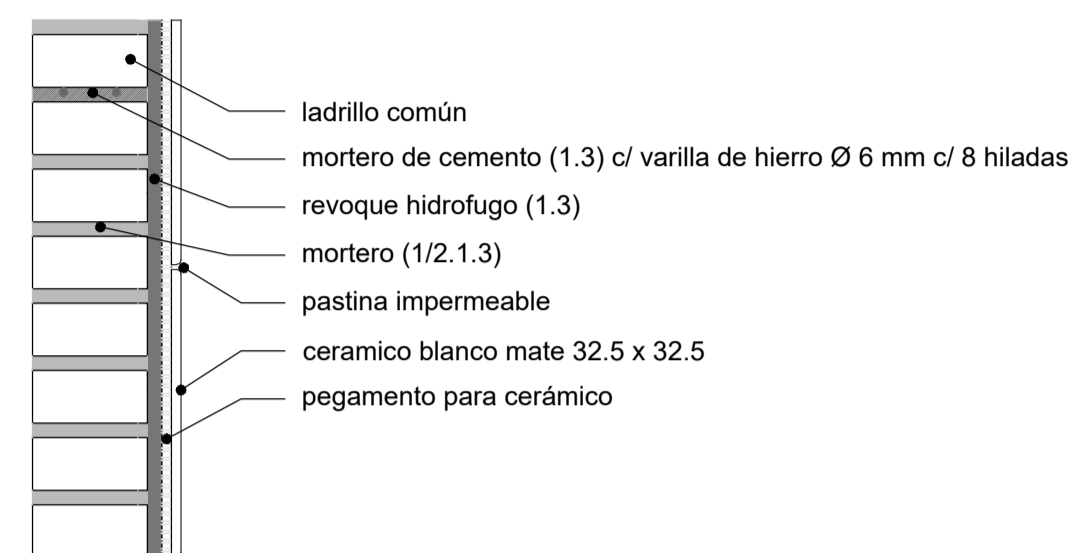 ladrillo común
mortero de cemento (1.3) c/ varilla de hierro Ø 6 mm c/ 8 hiladas
revoque hidrofugo (1.3)
mortero (1/2.1.3)
pastina impermeable
ceramico blanco mate 32.5 x 32.5
pegamento para cerámico